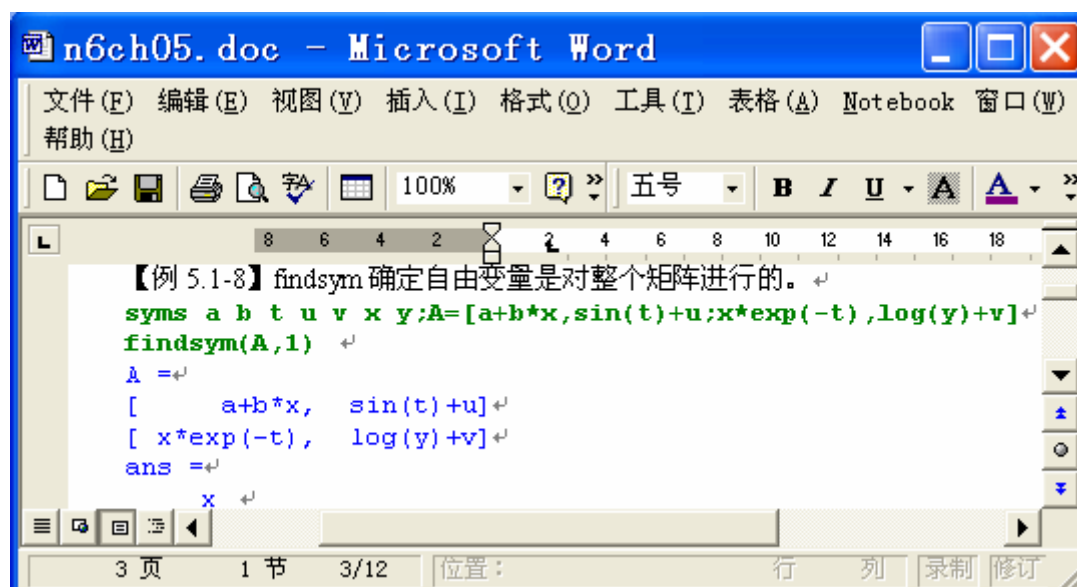 n6ch05.doc - Microsoft Word
文件(F) 编辑(E) 视图(V) 插入(I) 格式(O) 工具(T) 表格(A) Notebook 窗口(W)
帮助(H)
100% 五号 B I U A A
8 6 4 2 2 4 6 8 10 12 14 16 18
【例 5.1-8】findsym 确定自由变量是对整个矩阵进行的。
syms a b t u v x y;A=[a+b*x,sin(t)+u;x*exp(-t),log(y)+v]
findsym(A,1)
A =
[ a+b*x, sin(t)+u]
[ x*exp(-t), log(y)+v]
ans =
x
3 页 1 节 3/12 位置： 行 列 录制 修订